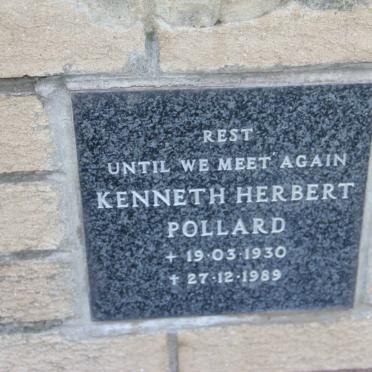 REST
UNTIL WE MEET AGAIN
KENNETH HERBERT
POLLARD
+ 19·03·1930
† 27·12·1989